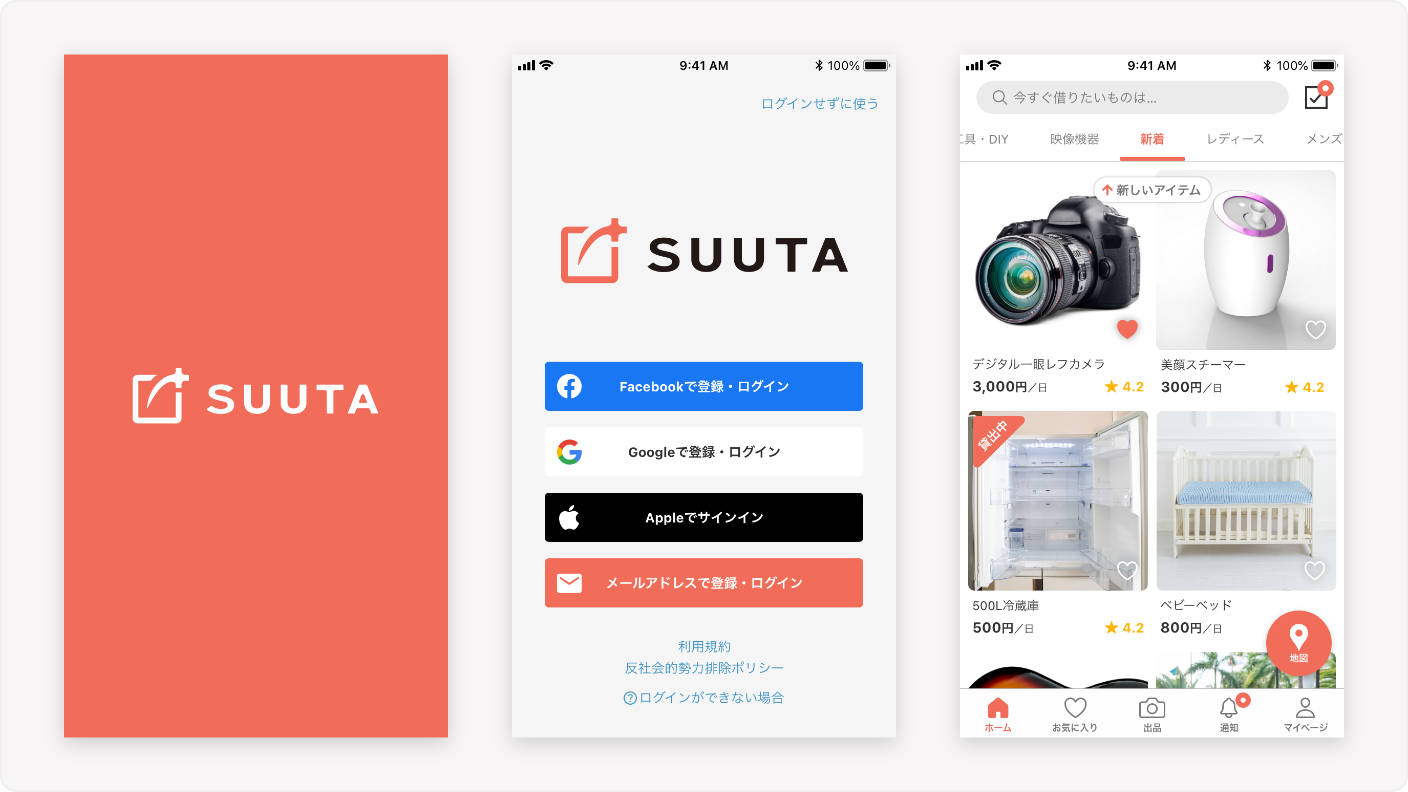 SUUTA
9:41 AM
100%
ログインせずに使う
SUUTA
Facebookで登録・ログイン
Googleで登録・ログイン
Appleでサインイン
メールアドレスで登録・ログイン
利用規約
反社会的勢力排除ポリシー
ログインができない場合
9:41 AM
100%
今すぐ借りたいものは...
工具・DIY
映像機器
新着
レディース
メンズ
新しいアイテム
デジタル一眼レフカメラ
3,000円／日
4.2
美顔スチーマー
300円／日
4.2
貸出中
500L冷蔵庫
500円／日
4.2
ベビーベッド
800円／日
地図
ホーム
お気に入り
出品
通知
マイページ